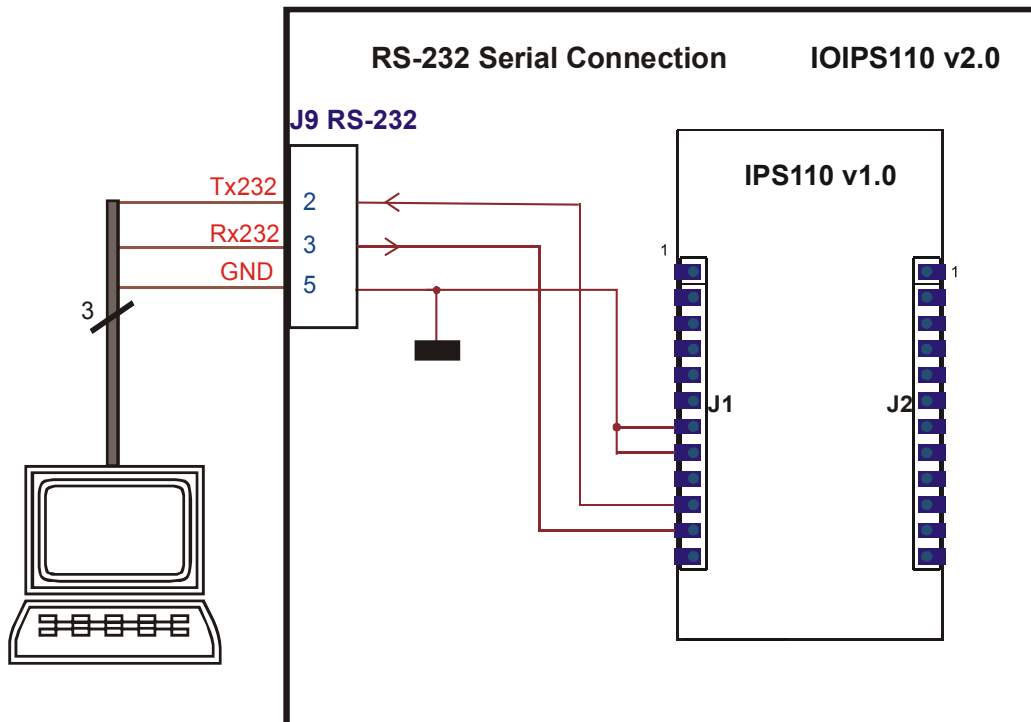 RS-232 Serial Connection IOIPS110 v2.0
J9 RS-232
IPS110 v1.0
Tx232
2
Rx232
3
GND
5
1
1
3
J1
J2